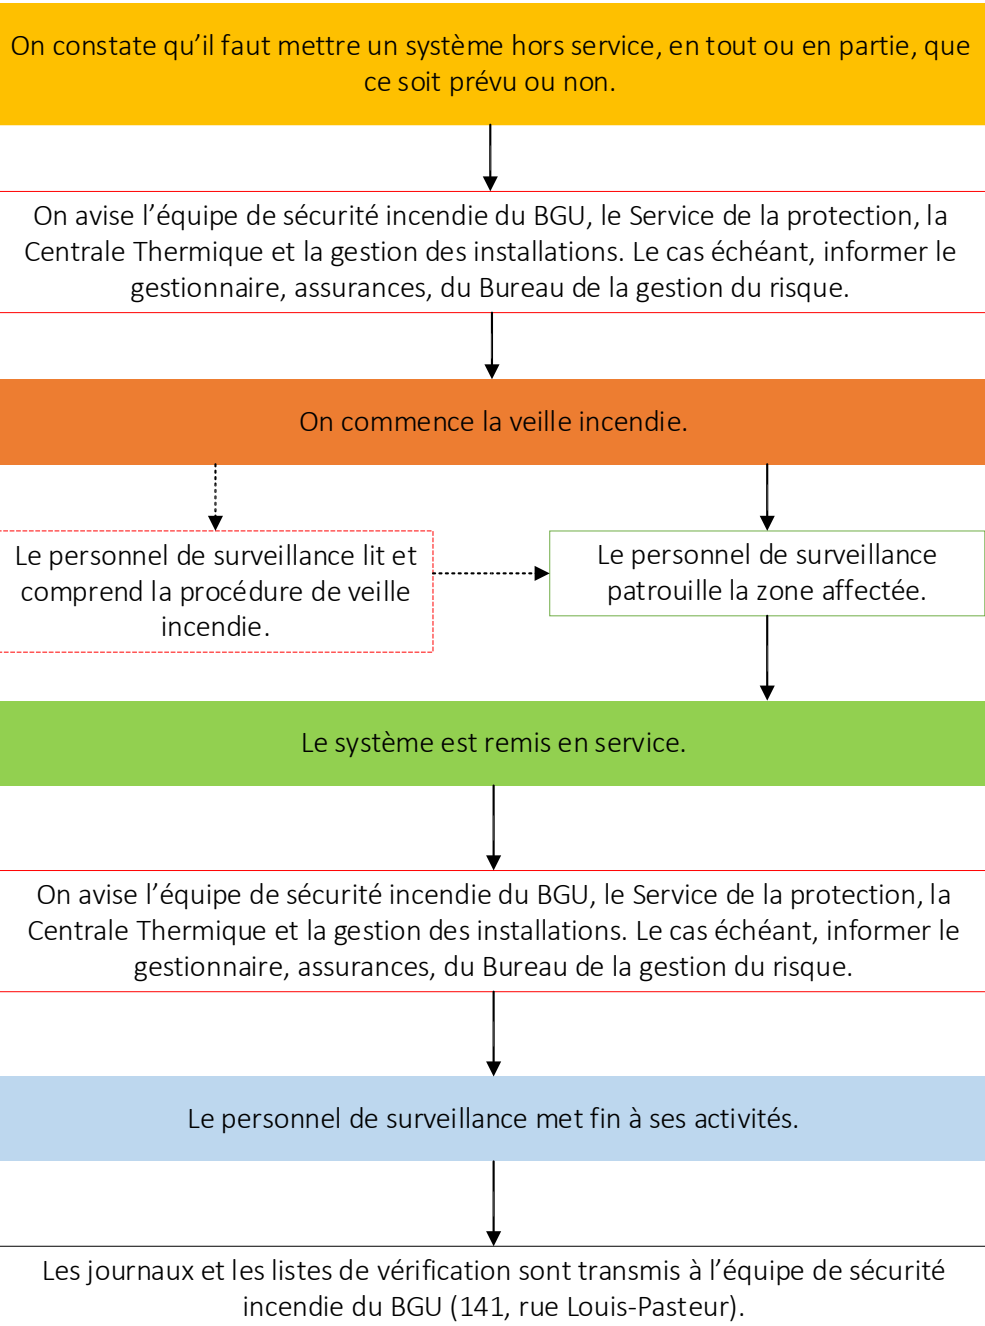 On constate qu’il faut mettre un système hors service, en tout ou en partie, que
ce soit prévu ou non.
On avise l’équipe de sécurité incendie du BGU, le Service de la protection, la
Centrale Thermique et la gestion des installations. Le cas échéant, informer le
gestionnaire, assurances, du Bureau de la gestion du risque.
On commence la veille incendie.
Le personnel de surveillance lit et
comprend la procédure de veille
incendie.
Le personnel de surveillance
patrouille la zone affectée.
Le système est remis en service.
On avise l’équipe de sécurité incendie du BGU, le Service de la protection, la
Centrale Thermique et la gestion des installations. Le cas échéant, informer le
gestionnaire, assurances, du Bureau de la gestion du risque.
Le personnel de surveillance met fin à ses activités.
Les journaux et les listes de vérification sont transmis à l’équipe de sécurité
incendie du BGU (141, rue Louis-Pasteur).